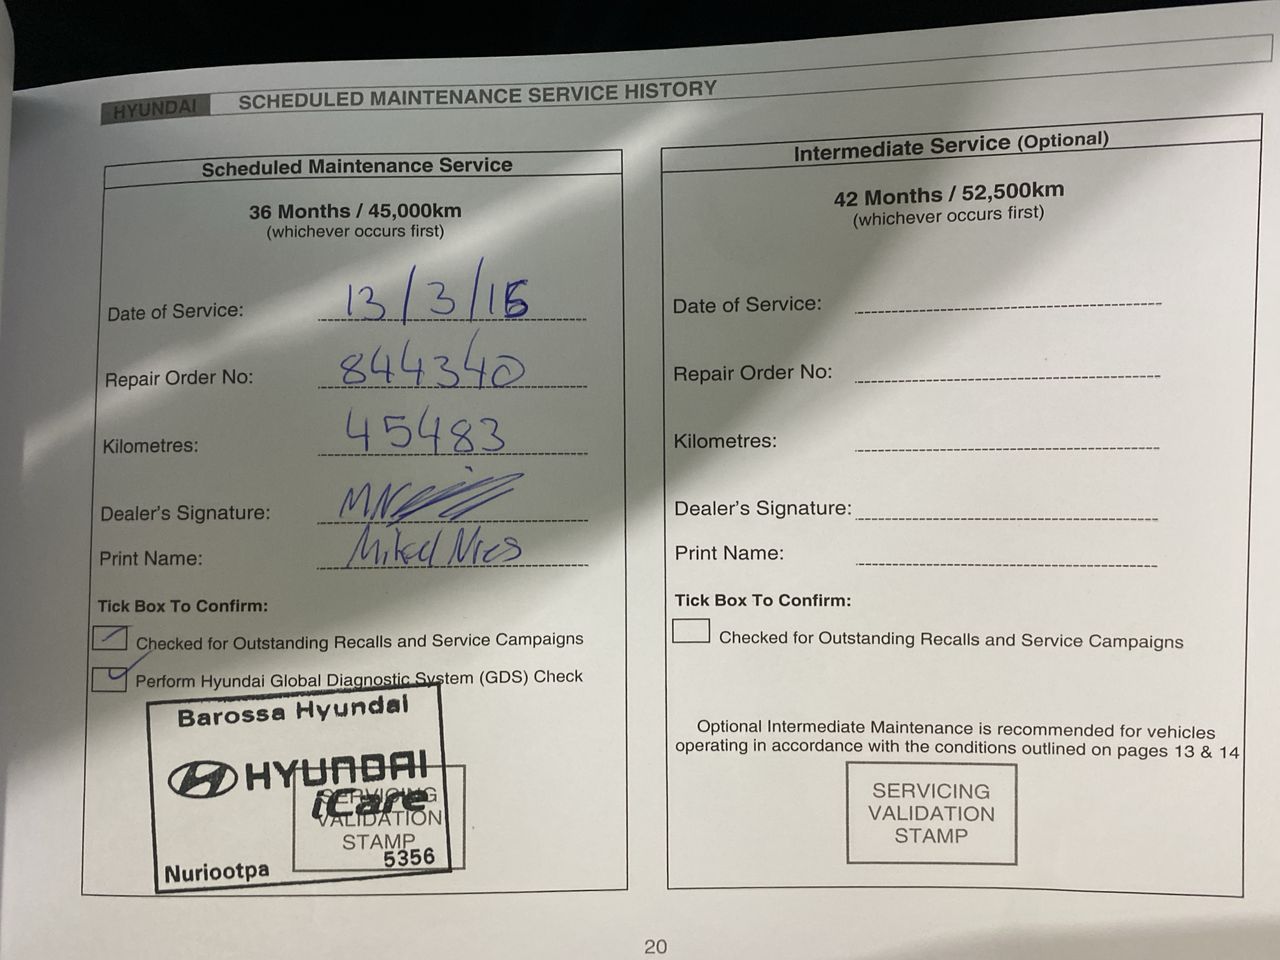 HYUNDAI SCHEDULED MAINTENANCE SERVICE HISTORY
Scheduled Maintenance Service
36 Months / 45,000km
(whichever occurs first)
Date of Service: 13/3/16
Repair Order No: 844340
Kilometres: 45483
Dealer's Signature:
Print Name:
Tick Box To Confirm:
Checked for Outstanding Recalls and Service Campaigns
Perform Hyundai Global Diagnostic System (GDS) Check
Barossa Hyundai
HYUNDAI
iCare
SERVICING
VALIDATION
STAMP
5356
Nuriootpa
Intermediate Service (Optional)
42 Months / 52,500km
(whichever occurs first)
Date of Service:
Repair Order No:
Kilometres:
Dealer's Signature:
Print Name:
Tick Box To Confirm:
Checked for Outstanding Recalls and Service Campaigns
Optional Intermediate Maintenance is recommended for vehicles
operating in accordance with the conditions outlined on pages 13 & 14
SERVICING
VALIDATION
STAMP
20